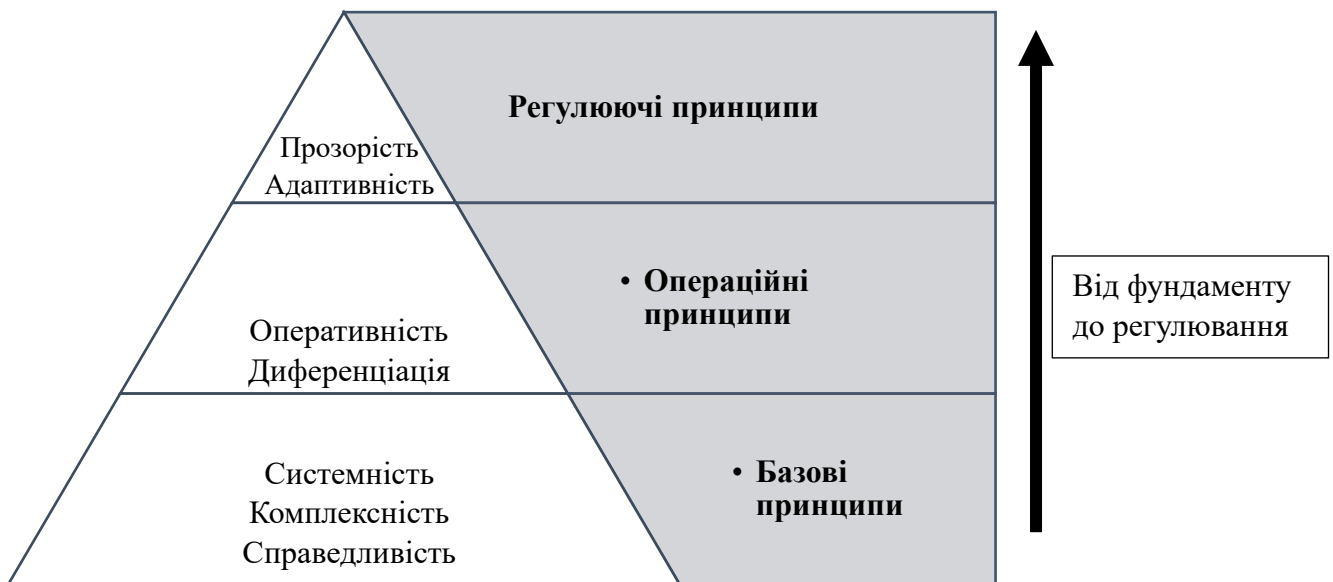 Регулюючі принципи
Прозорість
Адаптивність
• Операційні
принципи
Оперативність
Диференціація
Від фундаменту
до регулювання
• Базові
принципи
Системність
Комплексність
Справедливість